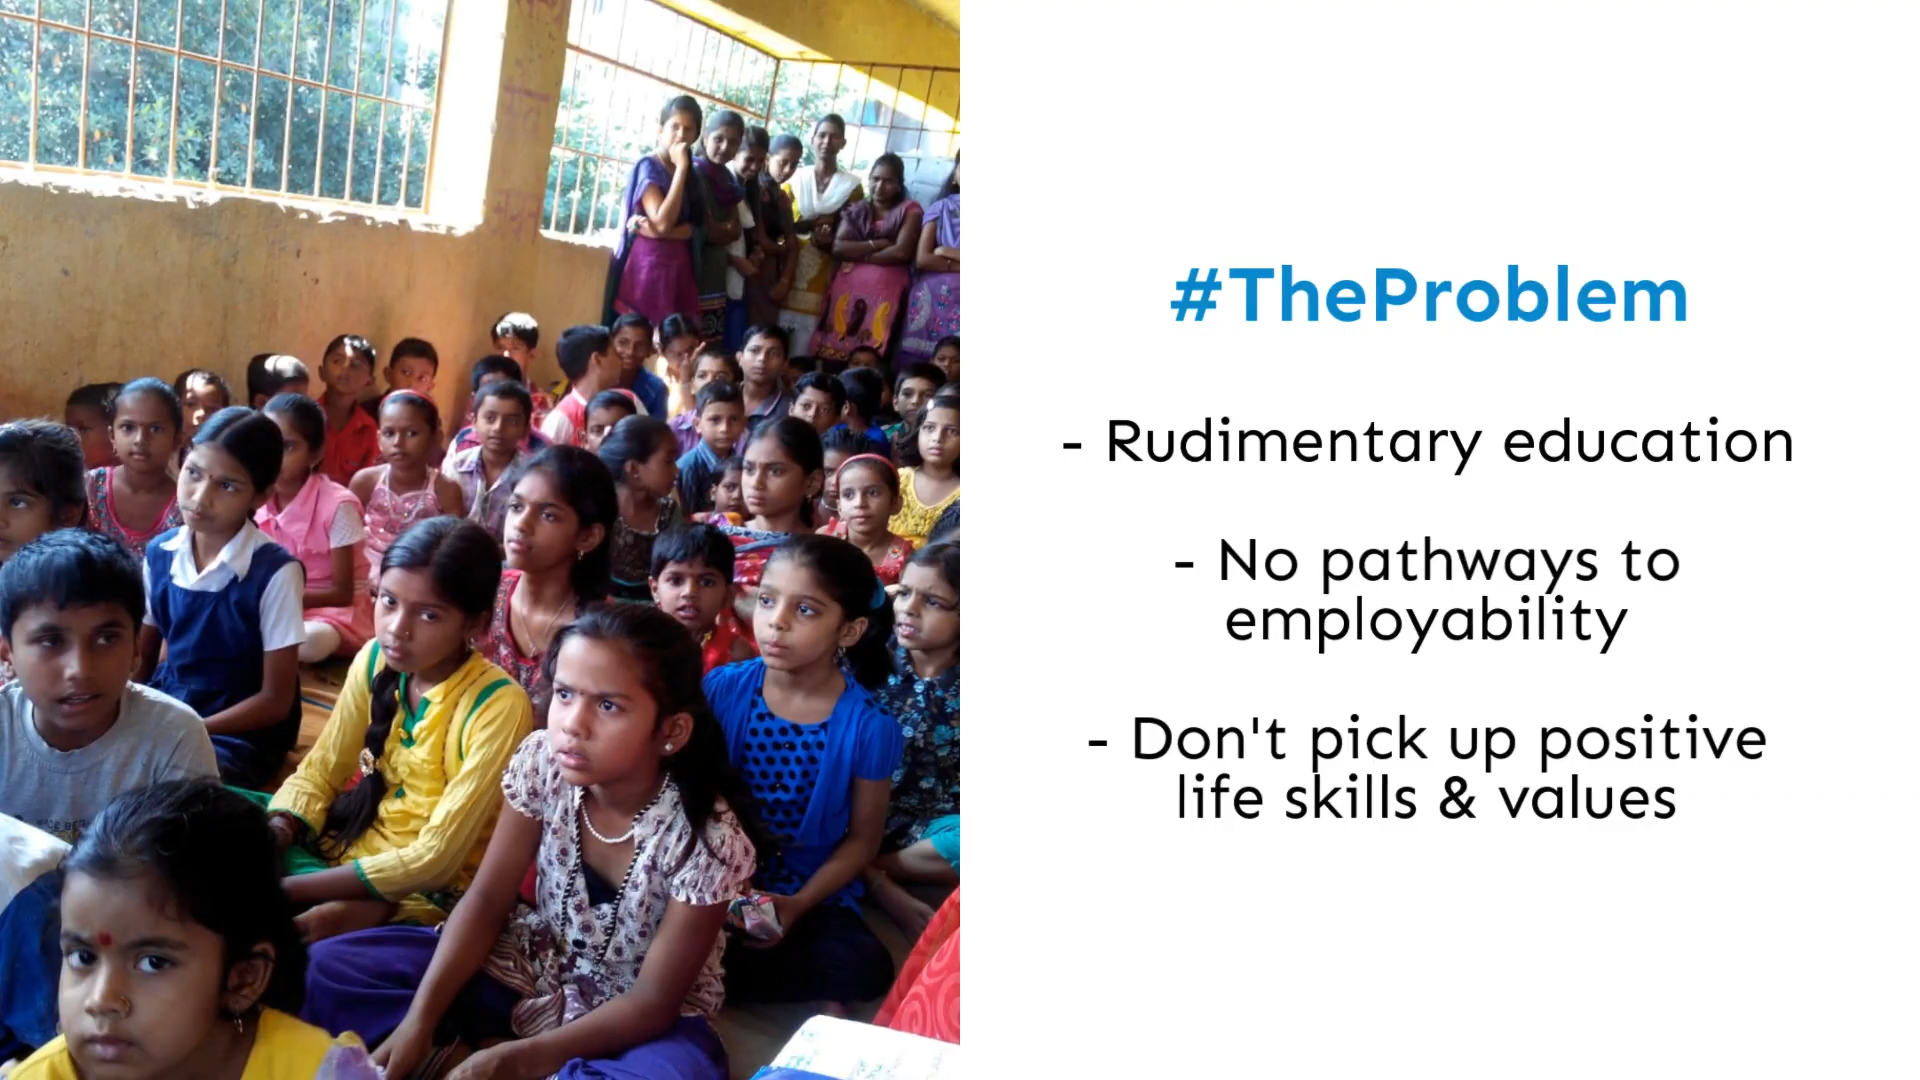 #TheProblem
- Rudimentary education
- No pathways to
employability
- Don't pick up positive
life skills & values